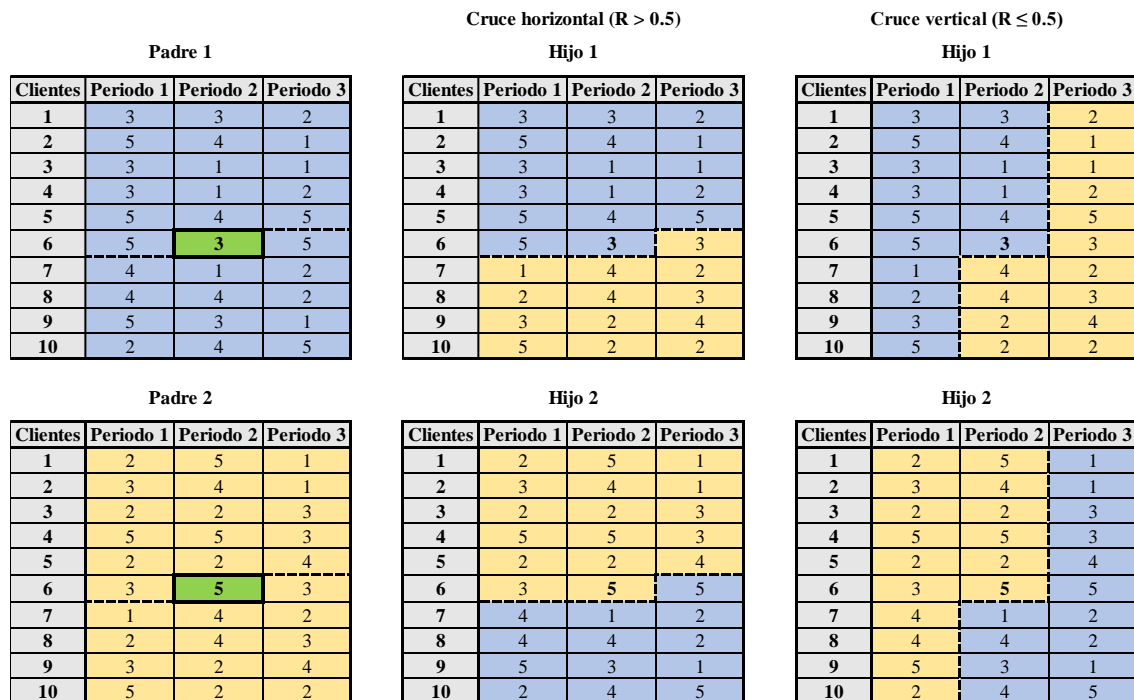 Cruce horizontal (R > 0.5) Cruce vertical (R ≤ 0.5)
Padre 1 Hijo 1 Hijo 1
Clientes Periodo 1 Periodo 2 Periodo 3 Clientes Periodo 1 Periodo 2 Periodo 3 Clientes Periodo 1 Periodo 2 Periodo 3
1 3 3 2 1 3 3 2 1 3 3 2
2 5 4 1 2 5 4 1 2 5 4 1
3 3 1 1 3 3 1 1 3 3 1 1
4 3 1 2 4 3 1 2 4 3 1 2
5 5 4 5 5 5 4 5 5 5 4 5
6 5 3 5 6 5 3 3 6 5 3 3
7 4 1 2 7 1 4 2 7 1 4 2
8 4 4 2 8 2 4 3 8 2 4 3
9 5 3 1 9 3 2 4 9 3 2 4
10 2 4 5 10 5 2 2 10 5 2 2
Padre 2 Hijo 2 Hijo 2
Clientes Periodo 1 Periodo 2 Periodo 3 Clientes Periodo 1 Periodo 2 Periodo 3 Clientes Periodo 1 Periodo 2 Periodo 3
1 2 5 1 1 2 5 1 1 2 5 1
2 3 4 1 2 3 4 1 2 3 4 1
3 2 2 3 3 2 2 3 3 2 2 3
4 5 5 3 4 5 5 3 4 5 5 3
5 2 2 4 5 2 2 4 5 2 2 4
6 3 5 3 6 3 5 5 6 3 5 5
7 1 4 2 7 4 1 2 7 4 1 2
8 2 4 3 8 4 4 2 8 4 4 2
9 3 2 4 9 5 3 1 9 5 3 1
10 5 2 2 10 2 4 5 10 2 4 5